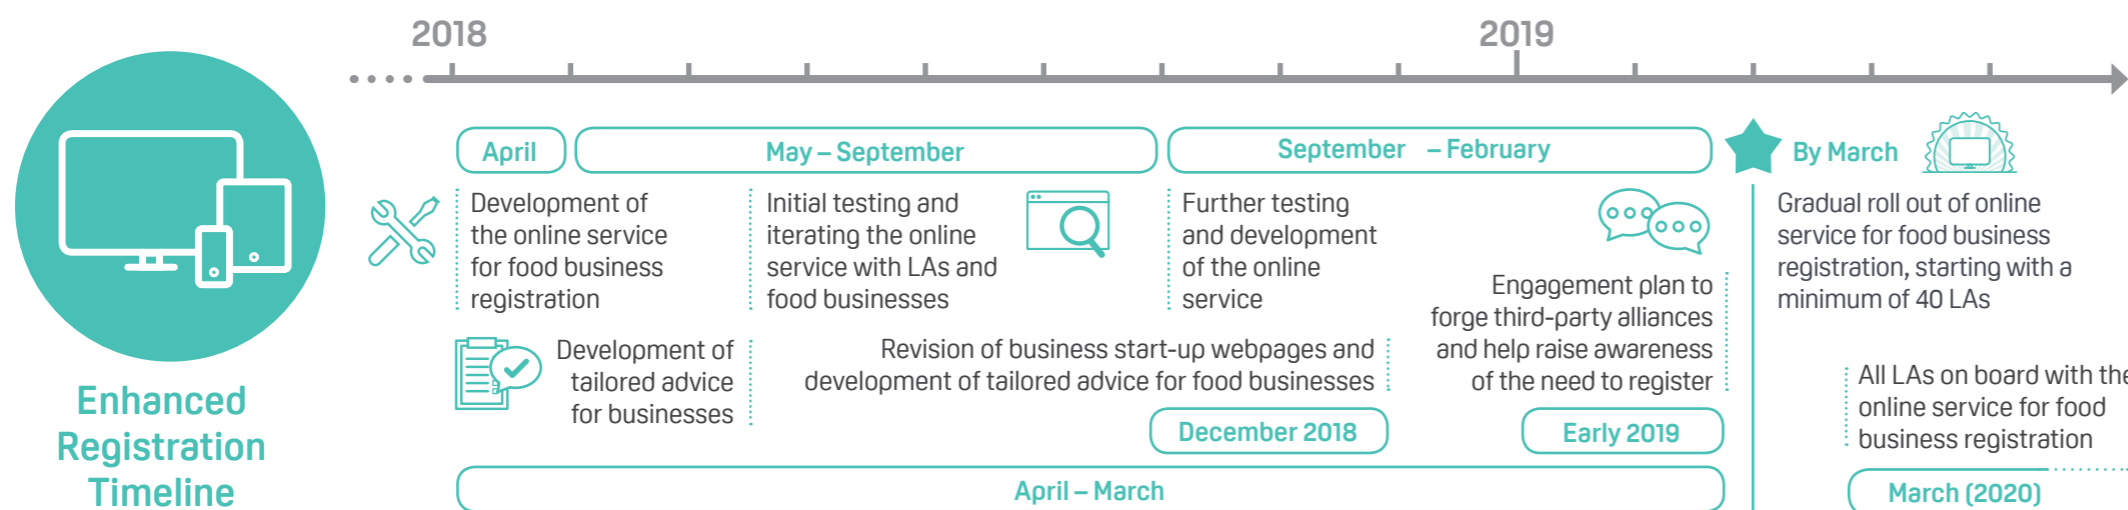 2018
2019
Enhanced
Registration
Timeline
April
May – September
September – February
By March
Development of
the online service
for food business
registration
Initial testing and
iterating the online
service with LAs and
food businesses
Further testing
and development
of the online
service
Engagement plan to
forge third-party alliances
and help raise awareness
of the need to register
Gradual roll out of online
service for food business
registration, starting with a
minimum of 40 LAs
Development of
tailored advice
for businesses
Revision of business start-up webpages and
development of tailored advice for food businesses
December 2018
Early 2019
All LAs on board with the
online service for food
business registration
April – March
March (2020)